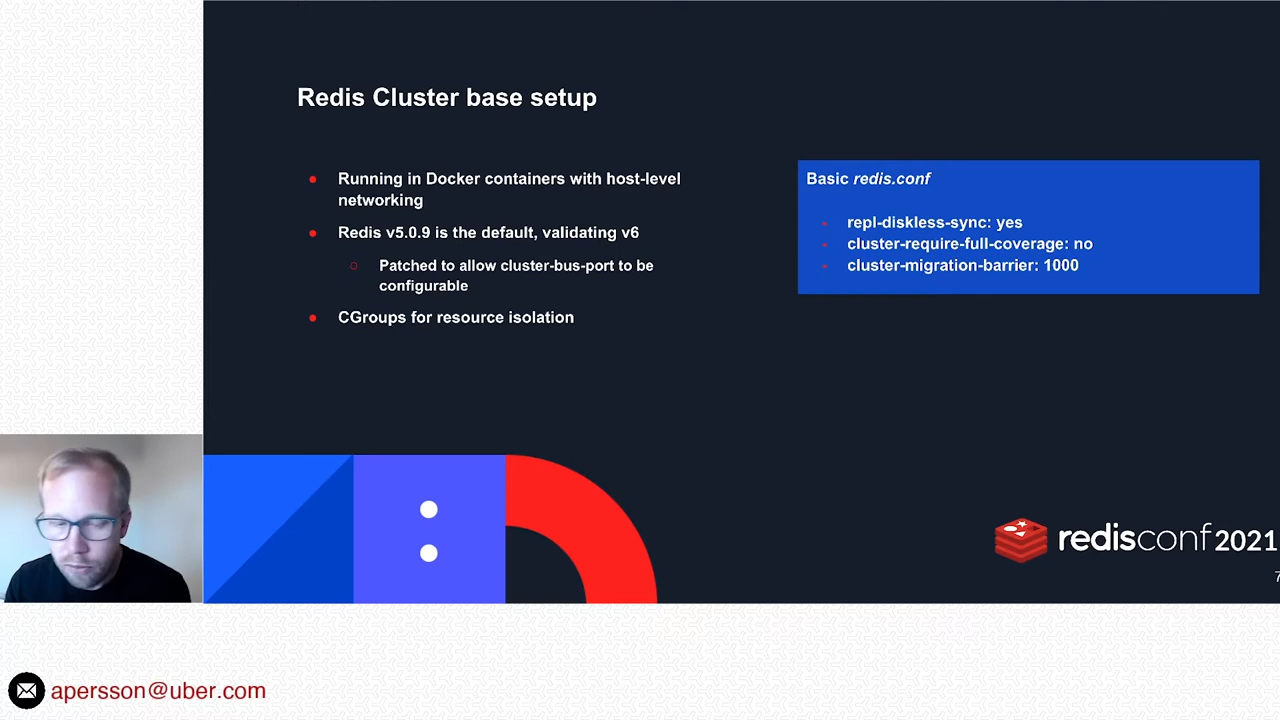 Redis Cluster base setup
Running in Docker containers with host-level
networking
Redis v5.0.9 is the default, validating v6
Patched to allow cluster-bus-port to be
configurable
CGroups for resource isolation
Basic redis.conf
repl-diskless-sync: yes
cluster-require-full-coverage: no
cluster-migration-barrier: 1000
redisconf 2021
7
apersson@uber.com